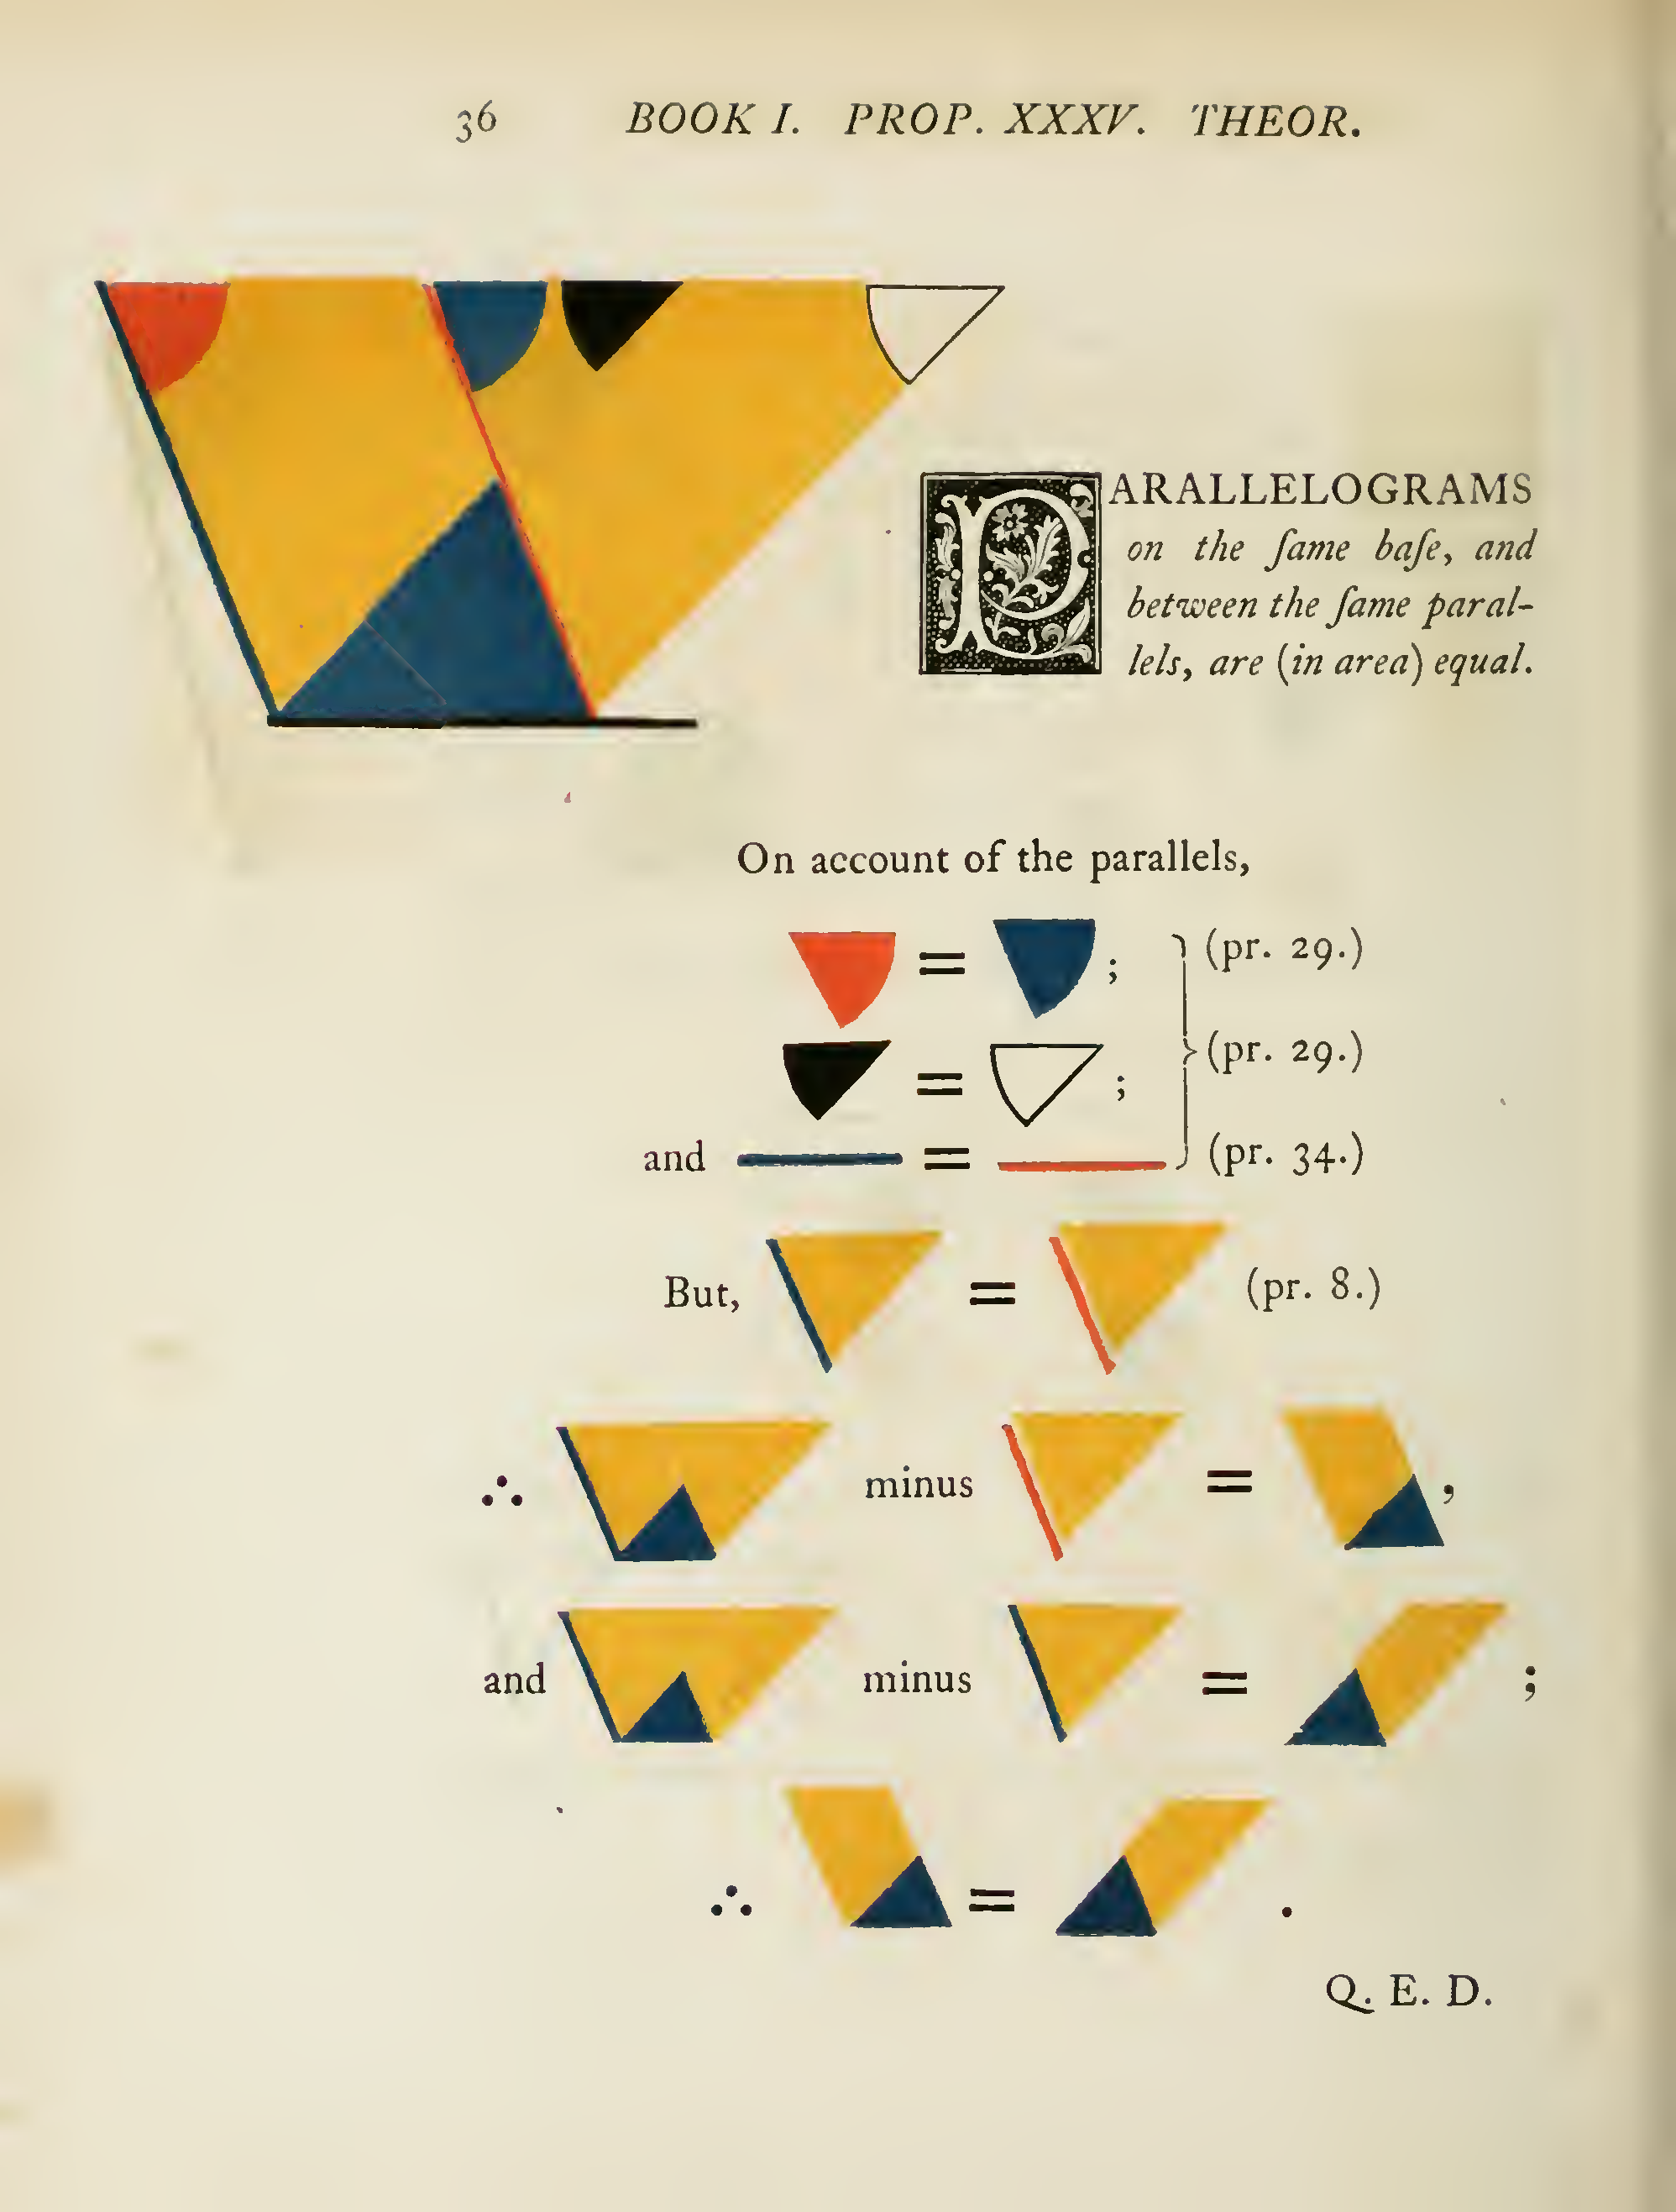 36 BOOK I. PROP. XXXV. THEOR.
PARALLELOGRAMS
on the ſame baſe, and
between the ſame paral-
lels, are (in area) equal.
On account of the parallels,
= ; (pr. 29.)
= ; (pr. 29.)
and = (pr. 34.)
But, = (pr. 8.)
∴ minus = ,
and minus = ;
∴ = .
Q. E. D.